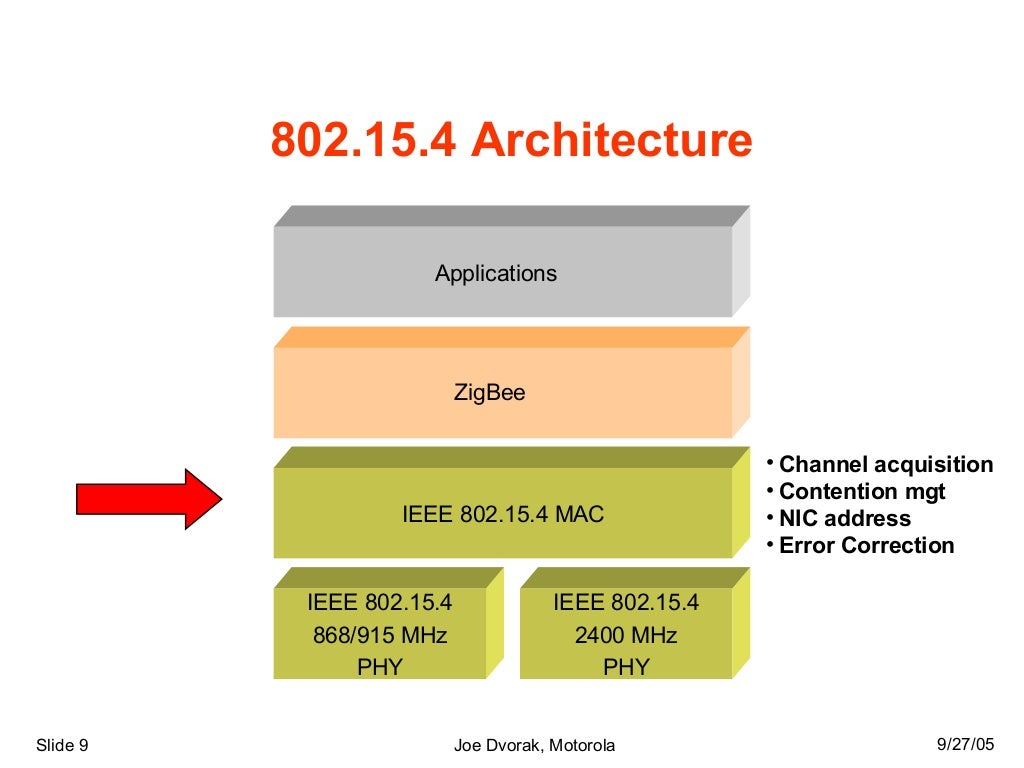 802.15.4 Architecture
Applications
ZigBee
IEEE 802.15.4 MAC
• Channel acquisition
• Contention mgt
• NIC address
• Error Correction
IEEE 802.15.4
868/915 MHz
PHY
IEEE 802.15.4
2400 MHz
PHY
Slide 9
Joe Dvorak, Motorola
9/27/05